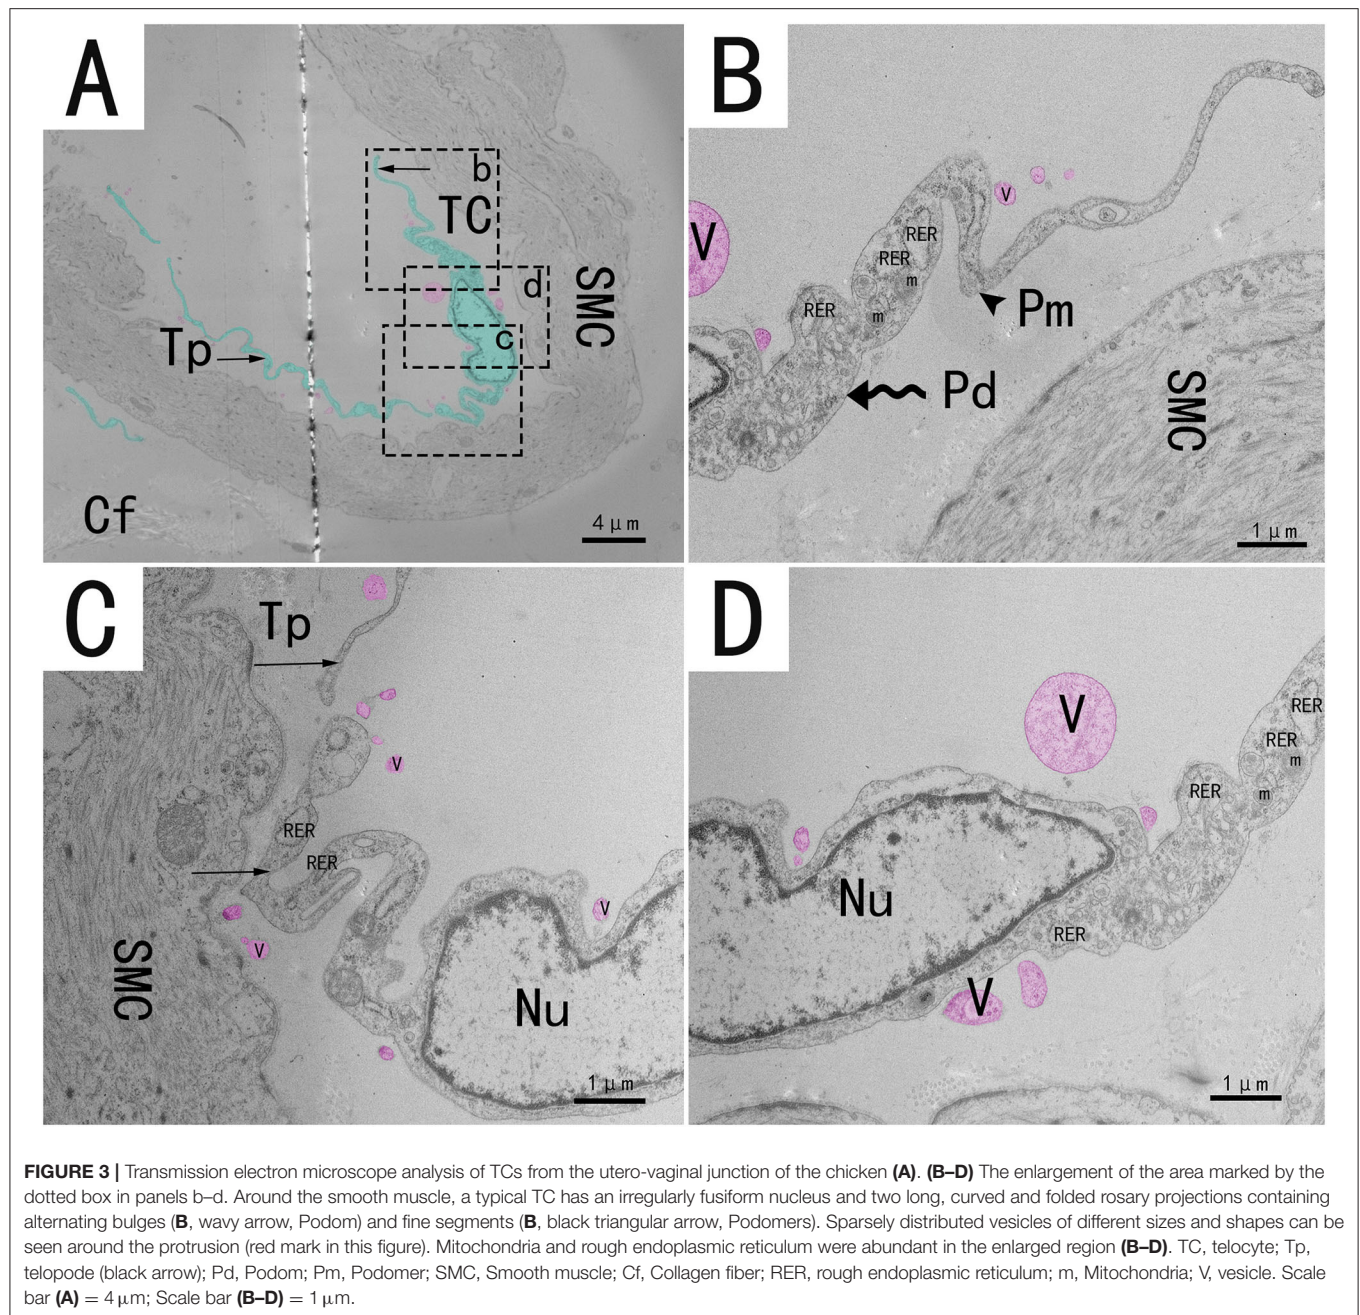 A
b
TC
d
SMC
c
Tp
Cf
4 μm
B
V
V
RER
RER
m
RER
m
Pm
Pd
SMC
1 μm
C
Tp
V
RER
RER
V
V
SMC
Nu
1 μm
D
V
RER
RER
m
RER
m
Nu
RER
V
1 μm
FIGURE 3 | Transmission electron microscope analysis of TCs from the utero-vaginal junction of the chicken (A). (B–D) The enlargement of the area marked by the
dotted box in panels b–d. Around the smooth muscle, a typical TC has an irregularly fusiform nucleus and two long, curved and folded rosary projections containing
alternating bulges (B, wavy arrow, Podom) and fine segments (B, black triangular arrow, Podomers). Sparsely distributed vesicles of different sizes and shapes can be
seen around the protrusion (red mark in this figure). Mitochondria and rough endoplasmic reticulum were abundant in the enlarged region (B–D). TC, telocyte; Tp,
telopode (black arrow); Pd, Podom; Pm, Podomer; SMC, Smooth muscle; Cf, Collagen fiber; RER, rough endoplasmic reticulum; m, Mitochondria; V, vesicle. Scale
bar (A) = 4 μm; Scale bar (B–D) = 1 μm.